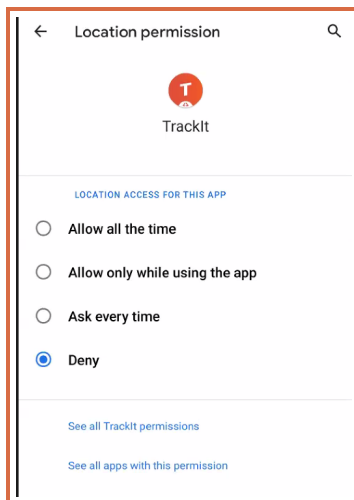 Location permission
T
TrackIt
LOCATION ACCESS FOR THIS APP
Allow all the time
Allow only while using the app
Ask every time
Deny
See all TrackIt permissions
See all apps with this permission